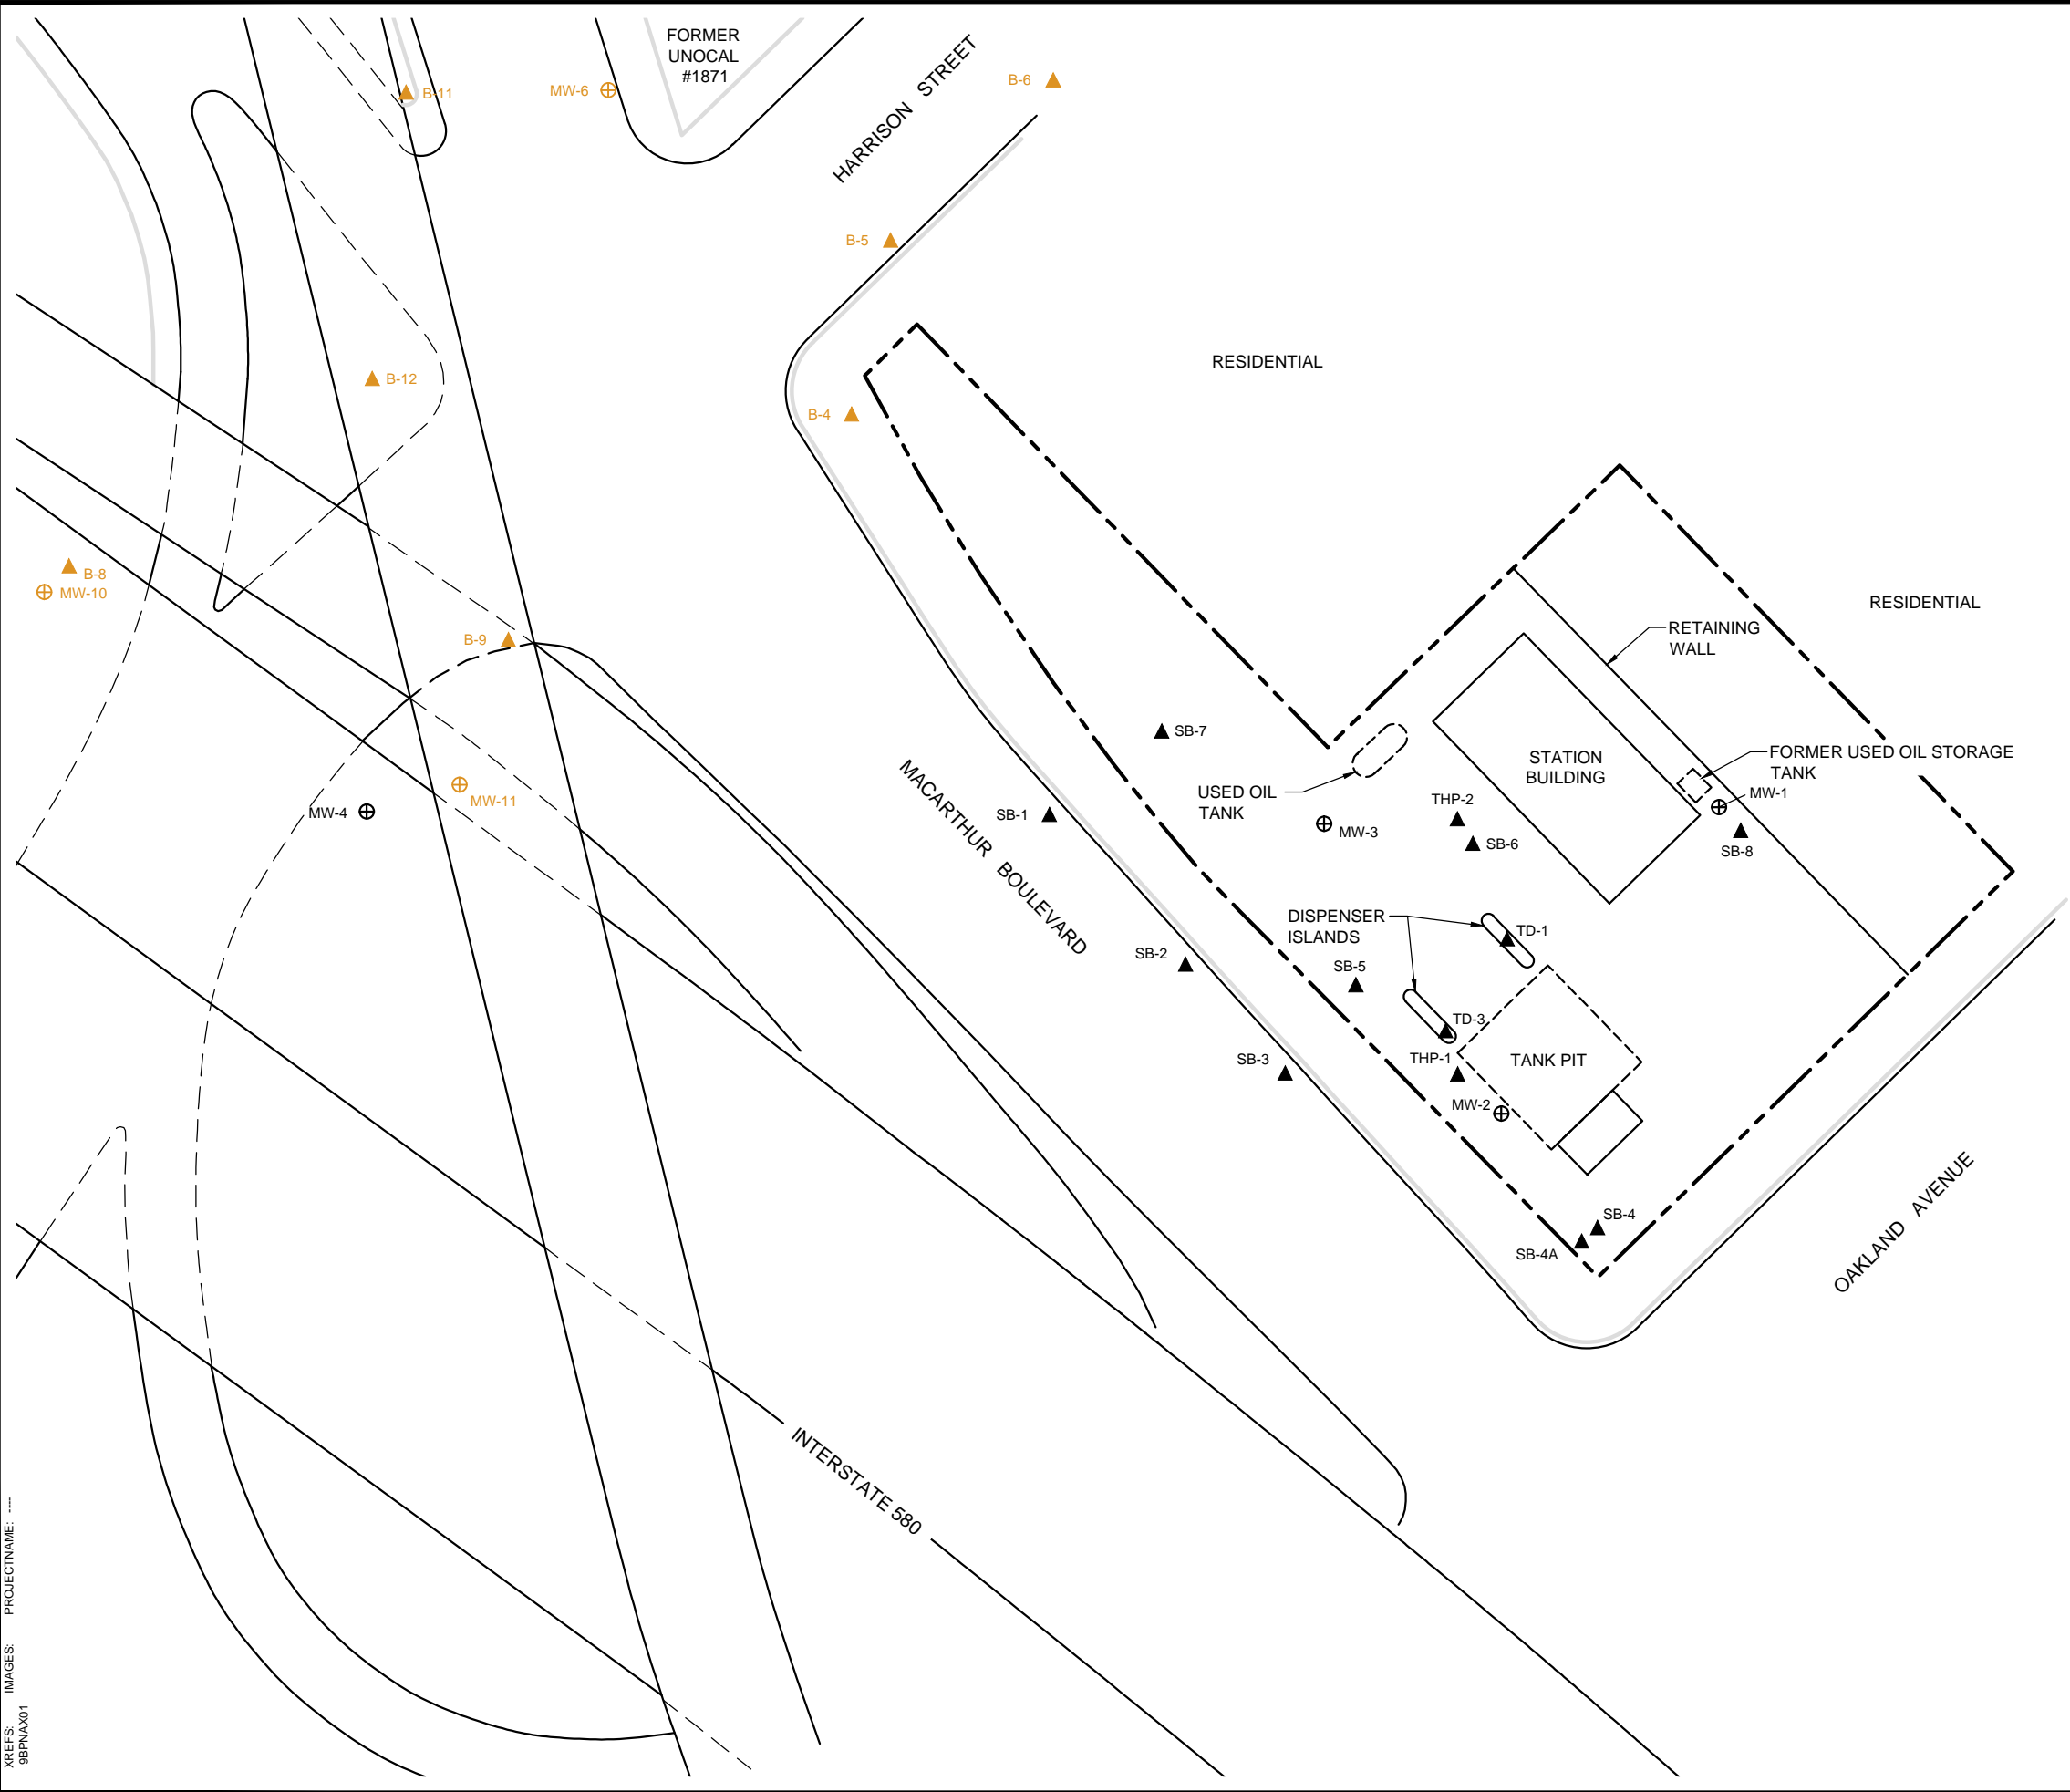 FORMER
UNOCAL
#1871
HARRISON STREET
B-6
B-11
MW-6
B-5
RESIDENTIAL
B-12
B-4
B-8
MW-10
RESIDENTIAL
RETAINING
WALL
B-9
SB-7
STATION
BUILDING
FORMER USED OIL STORAGE
TANK
MW-1
USED OIL
TANK
MACARTHUR BOULEVARD
MW-11
MW-4
SB-1
THP-2
MW-3
SB-6
SB-8
DISPENSER
ISLANDS
TD-1
SB-2
SB-5
TD-3
SB-3
THP-1
TANK PIT
MW-2
SB-4
SB-4A
OAKLAND AVENUE
INTERSTATE 580
XREFS: IMAGES: PROJECTNAME: ----
9BPNAX01